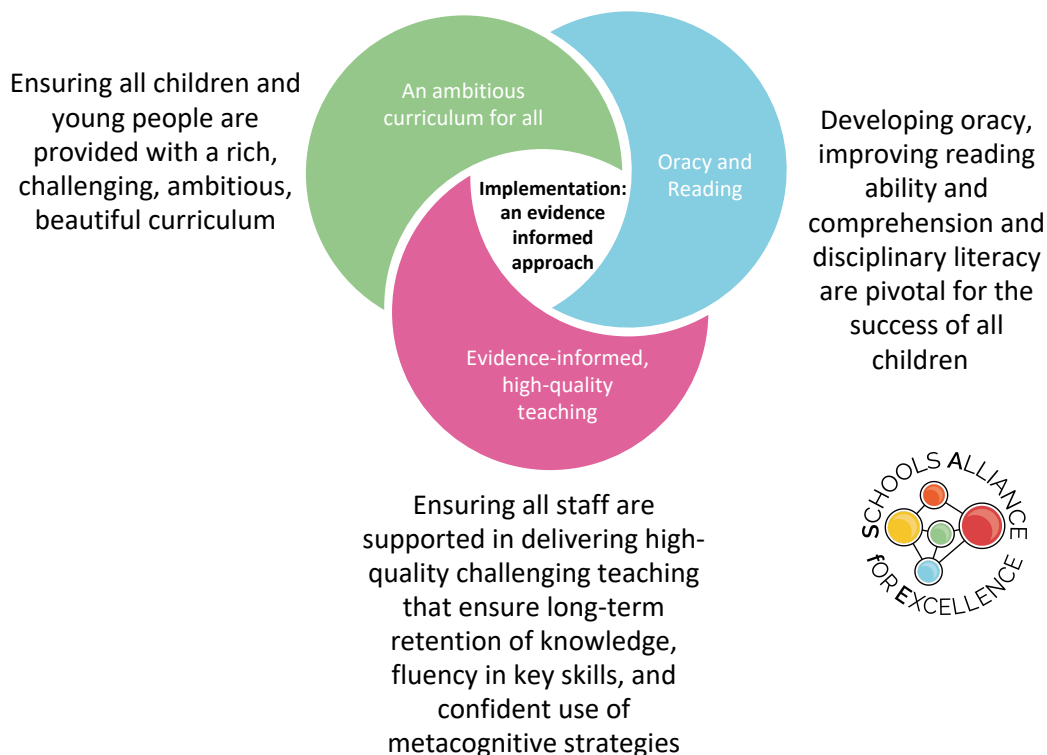 Ensuring all children and
young people are
provided with a rich,
challenging, ambitious,
beautiful curriculum
An ambitious
curriculum for all
Oracy and
Reading
Implementation:
an evidence
informed
approach
Evidence-informed,
high-quality
teaching
Developing oracy,
improving reading
ability and
comprehension and
disciplinary literacy
are pivotal for the
success of all
children
Ensuring all staff are
supported in delivering high-
quality challenging teaching
that ensure long-term
retention of knowledge,
fluency in key skills, and
confident use of
metacognitive strategies
SCHOOLS ALLIANCE
fOR EXCELLENCE